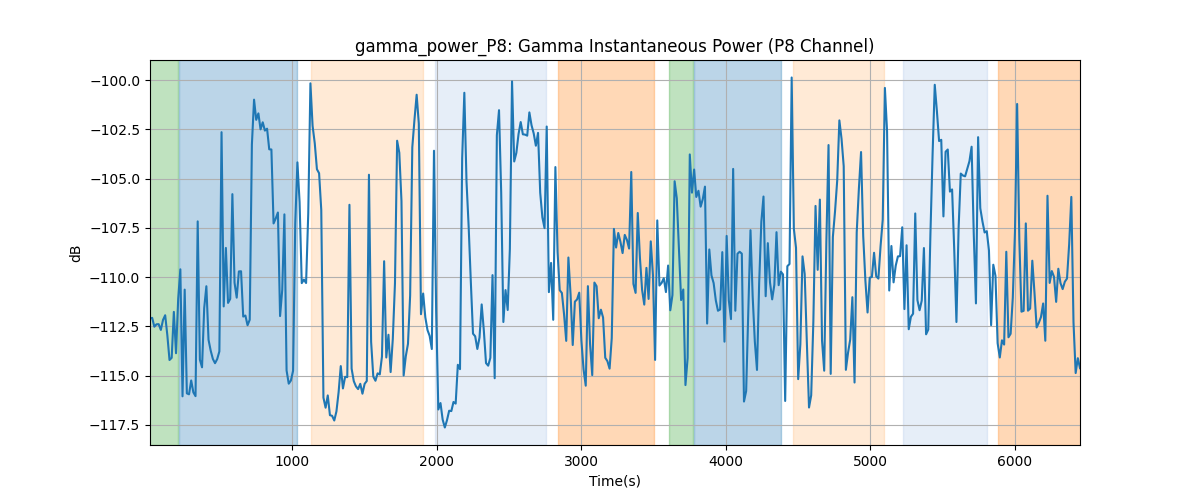 gamma_power_P8: Gamma Instantaneous Power (P8 Channel)
−100.0
−102.5
−105.0
−107.5
−110.0
−112.5
−115.0
−117.5
dB
1000 2000 3000 4000 5000 6000
Time(s)